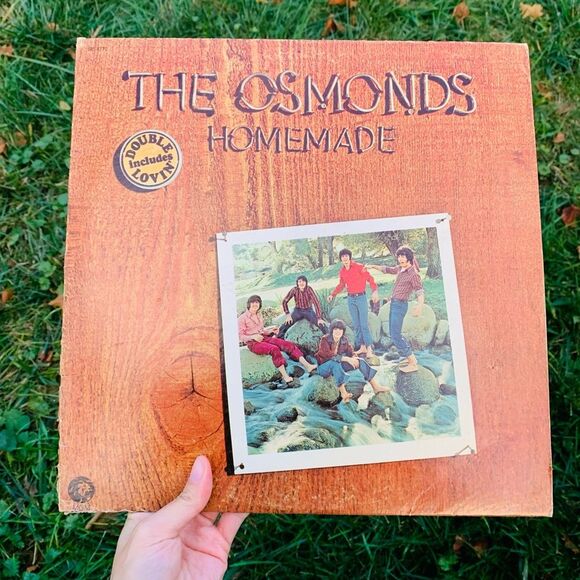 THE OSMONDS
HOMEMADE
DOUBLE
includes
LOVIN'